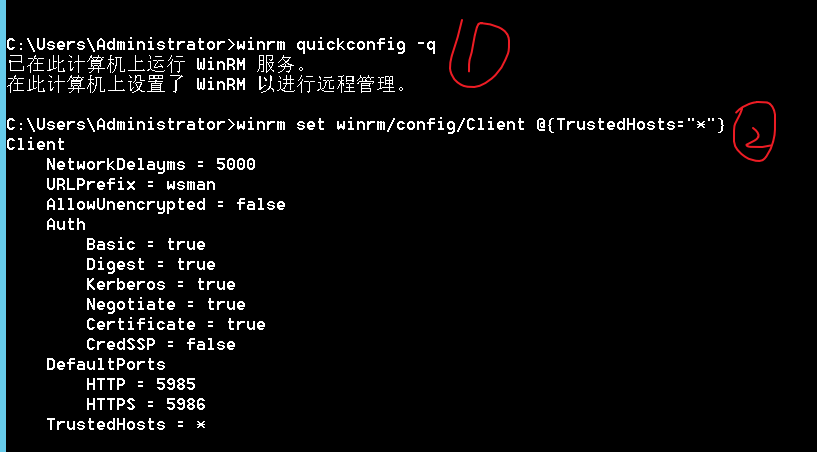 C:\Users\Administrator>winrm quickconfig -q
1
已在此计算机上运行 WinRM 服务。
在此计算机上设置了 WinRM 以进行远程管理。
C:\Users\Administrator>winrm set winrm/config/Client @{TrustedHosts="*"}
2
Client
NetworkDelayms = 5000
URLPrefix = wsman
AllowUnencrypted = false
Auth
Basic = true
Digest = true
Kerberos = true
Negotiate = true
Certificate = true
CredSSP = false
DefaultPorts
HTTP = 5985
HTTPS = 5986
TrustedHosts = *